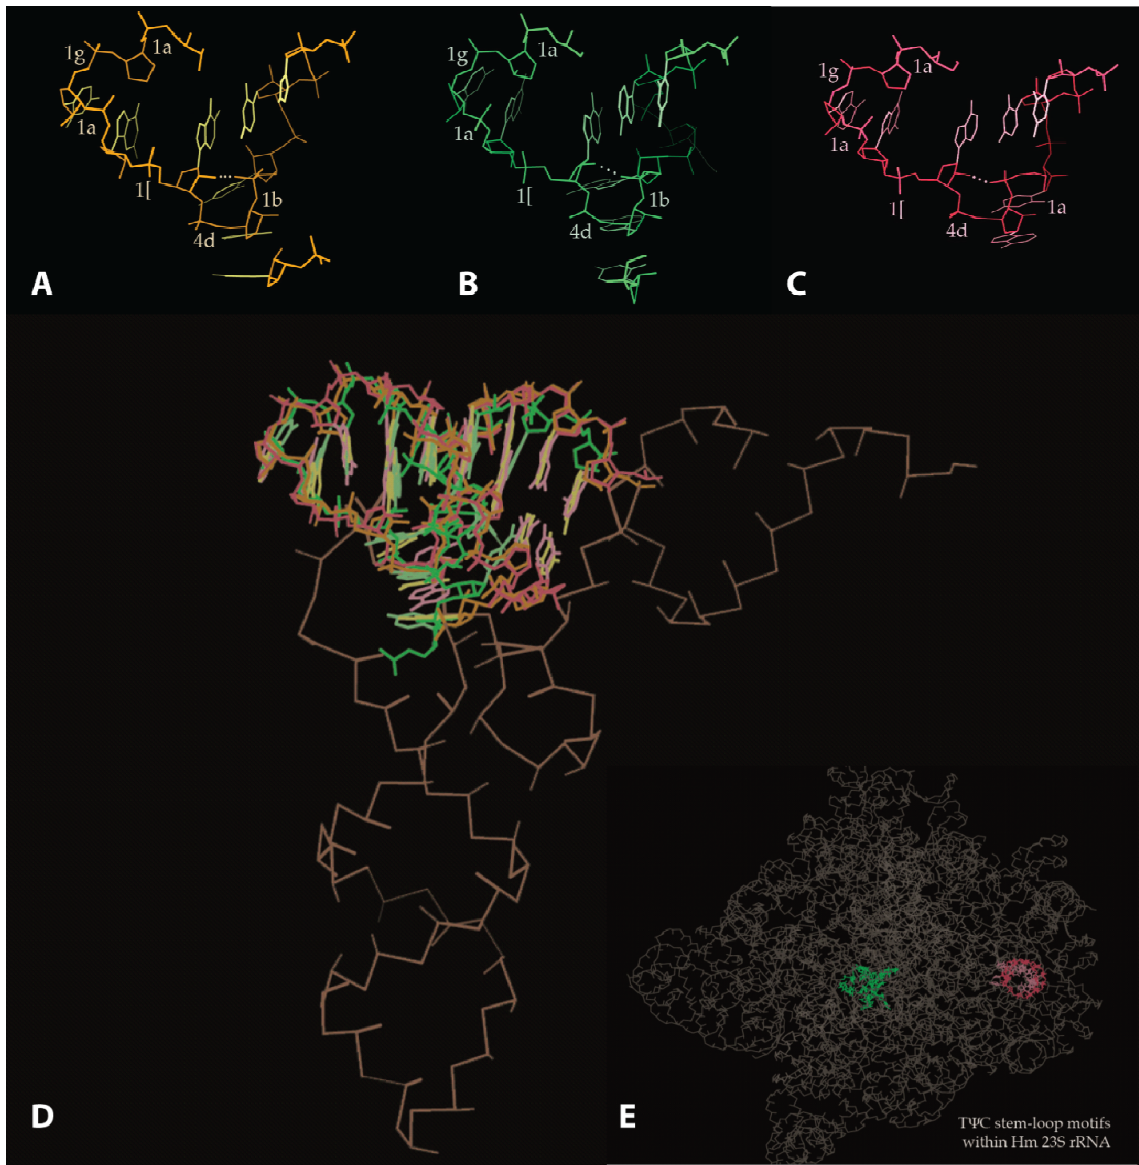 1g
1a
1a
1[
4d
1b
A
1g
1a
1a
1[
4d
1b
B
1g
1a
1a
1[
4d
1a
C
D
E
TΨC stem-loop motifs
within Hm 23S rRNA